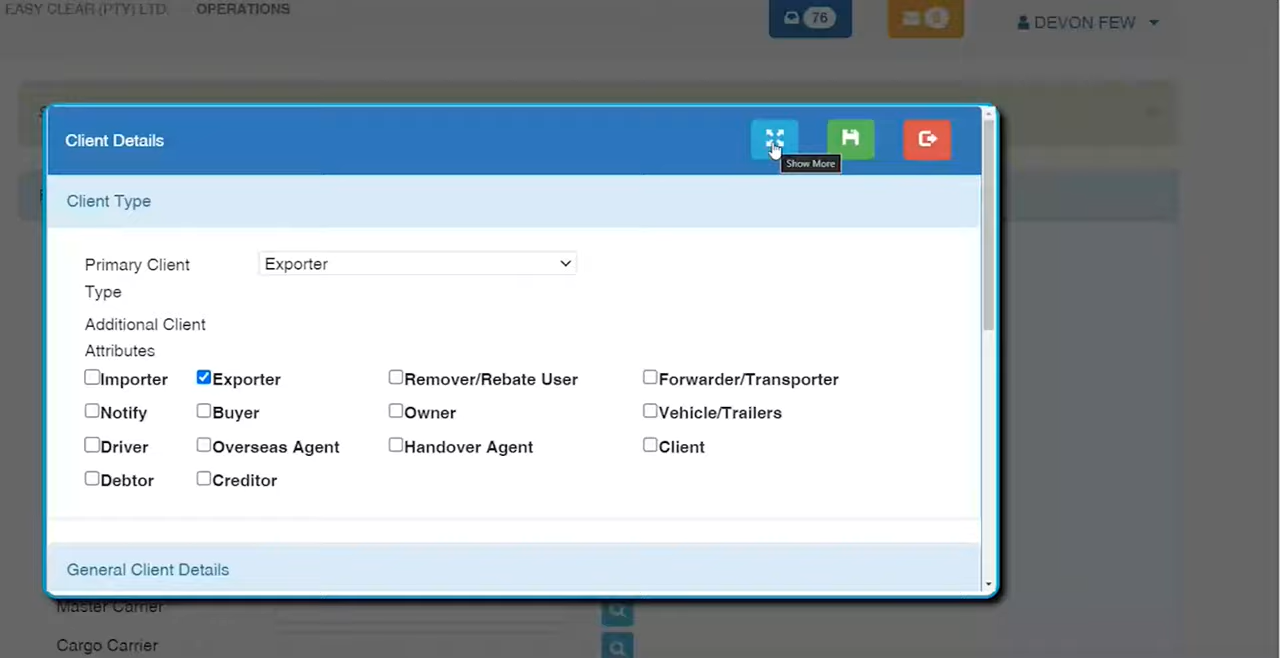 EASY CLEAR (PTY) LTD. OPERATIONS
76
DEVON FEW
Client Details
Show More
Client Type
Primary Client Type
Exporter
Additional Client Attributes
Importer Exporter Remover/Rebate User Forwarder/Transporter
Notify Buyer Owner Vehicle/Trailers
Driver Overseas Agent Handover Agent Client
Debtor Creditor
General Client Details
Master Carrier
Cargo Carrier